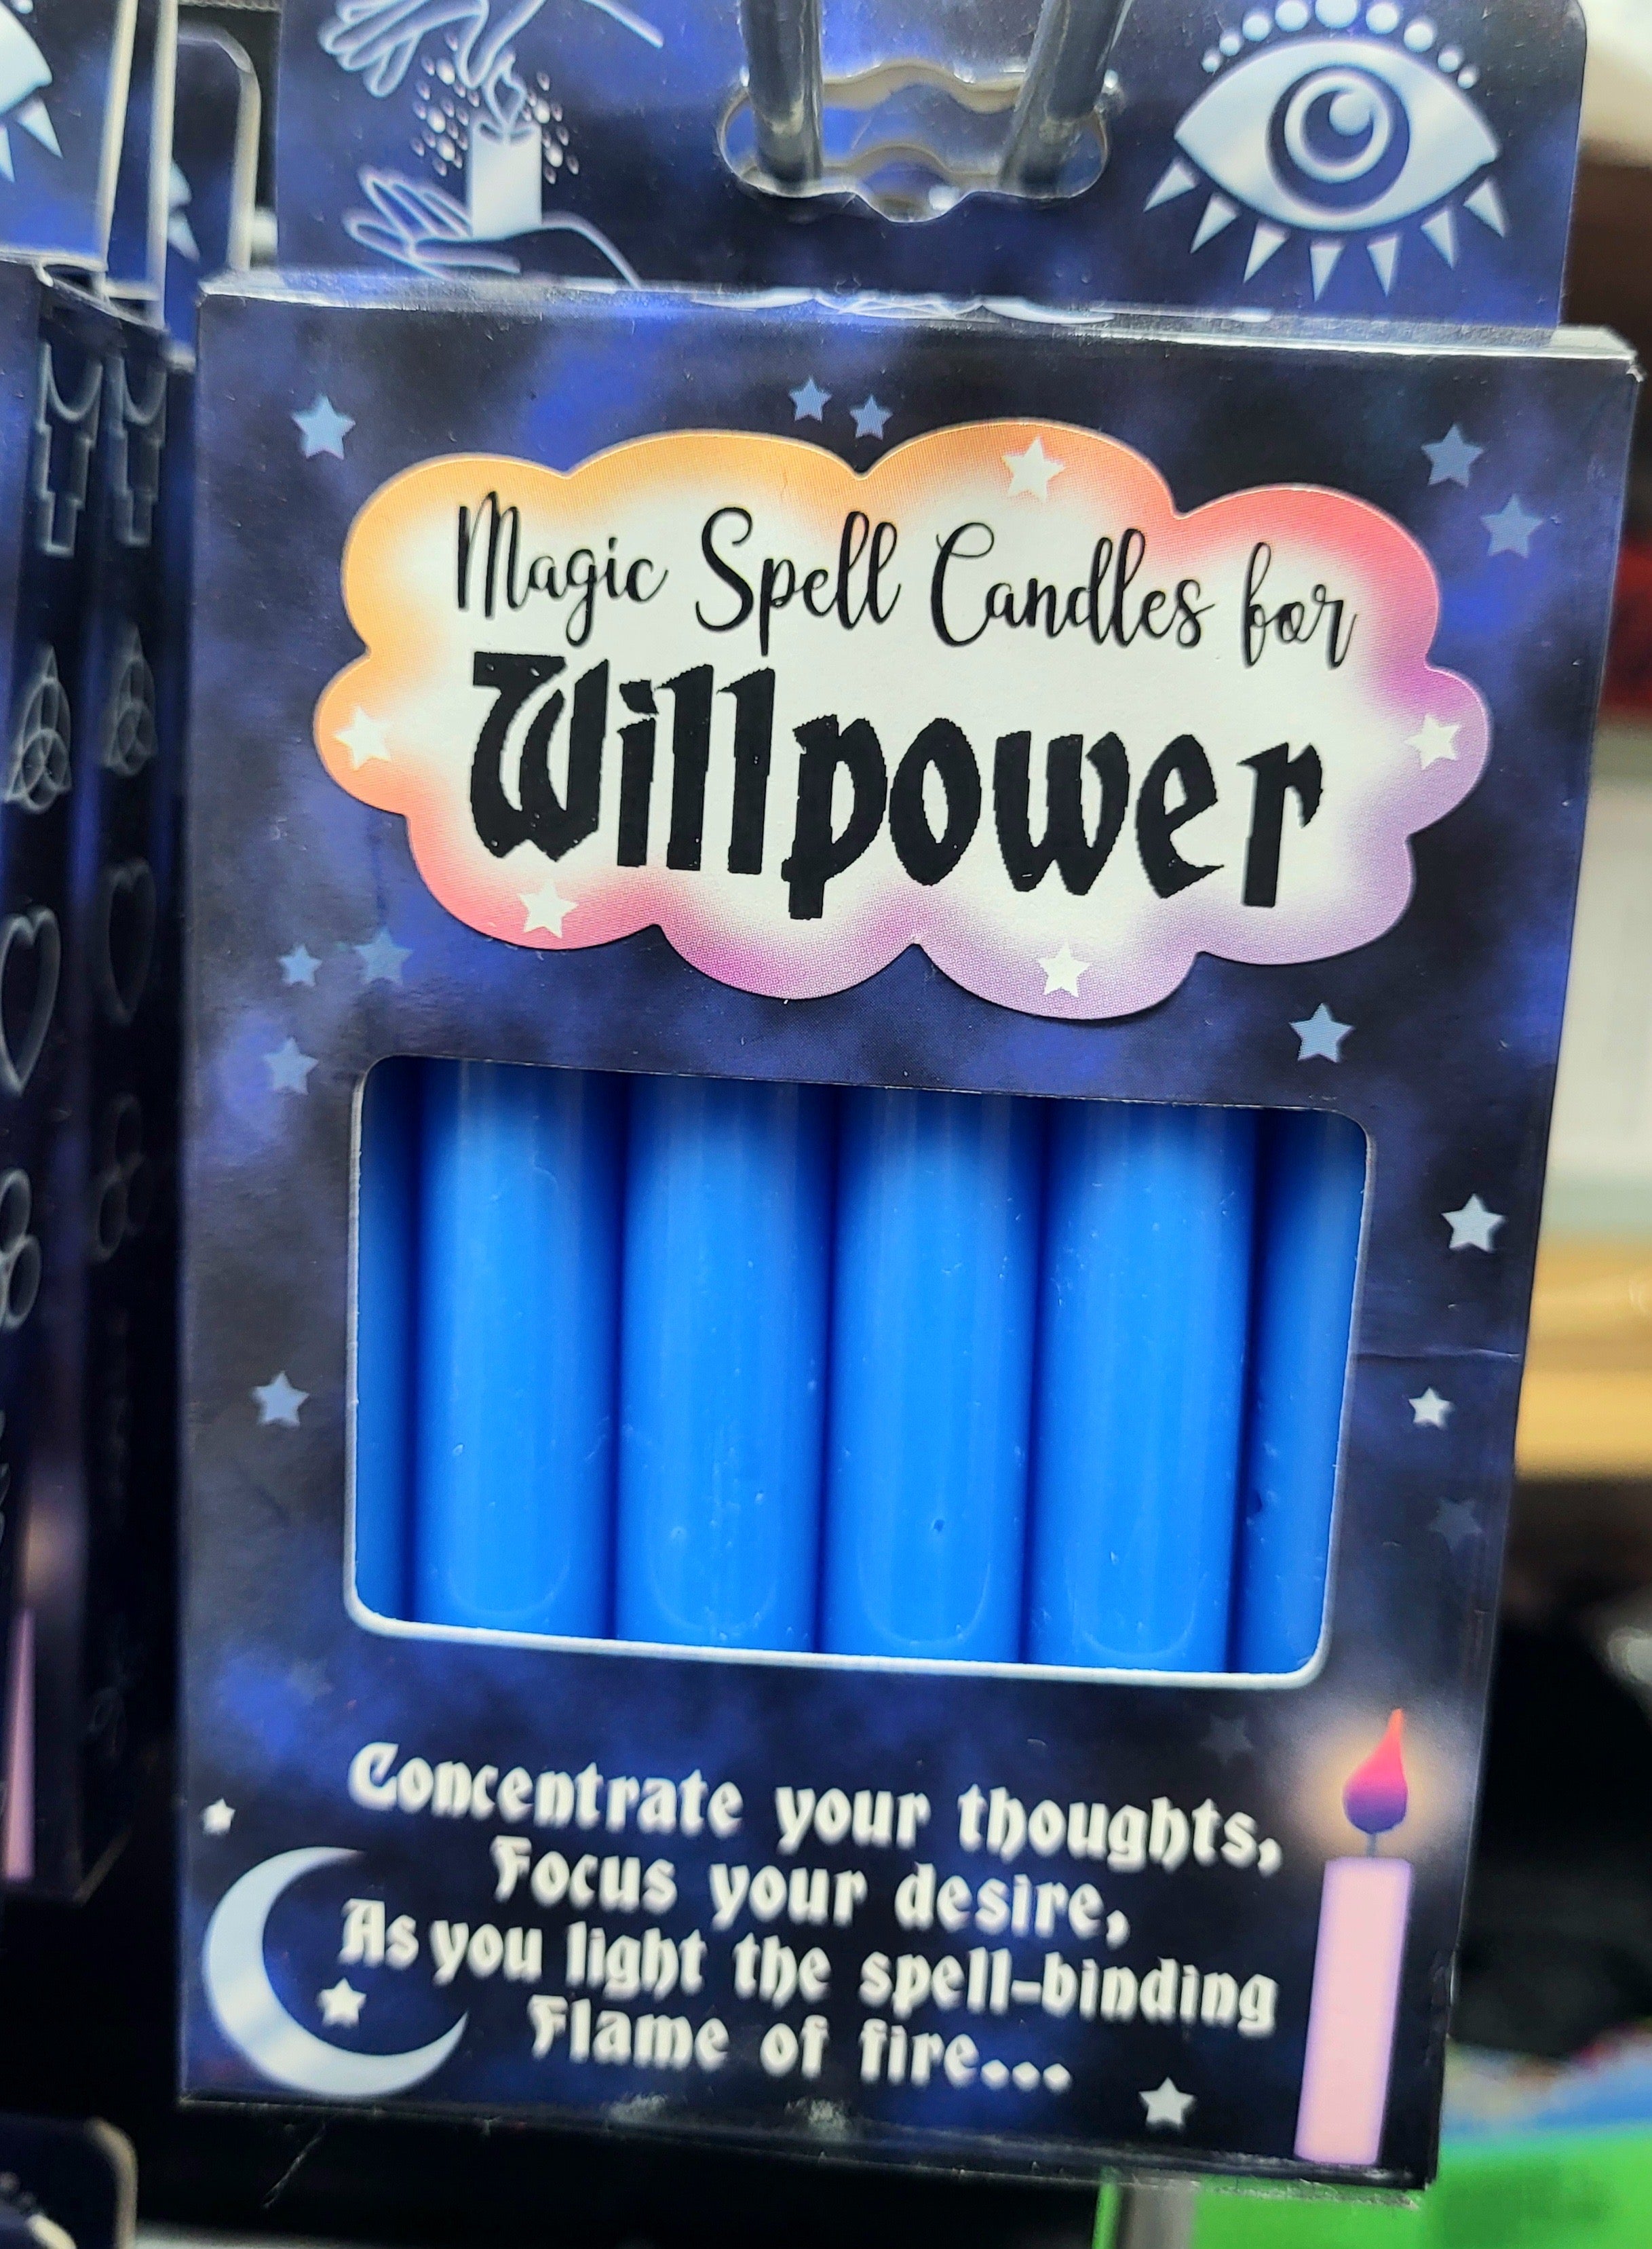 Magic Spell Candles for
Willpower
Concentrate your thoughts,
Focus your desire,
As you light the spell-binding
Flame of fire...